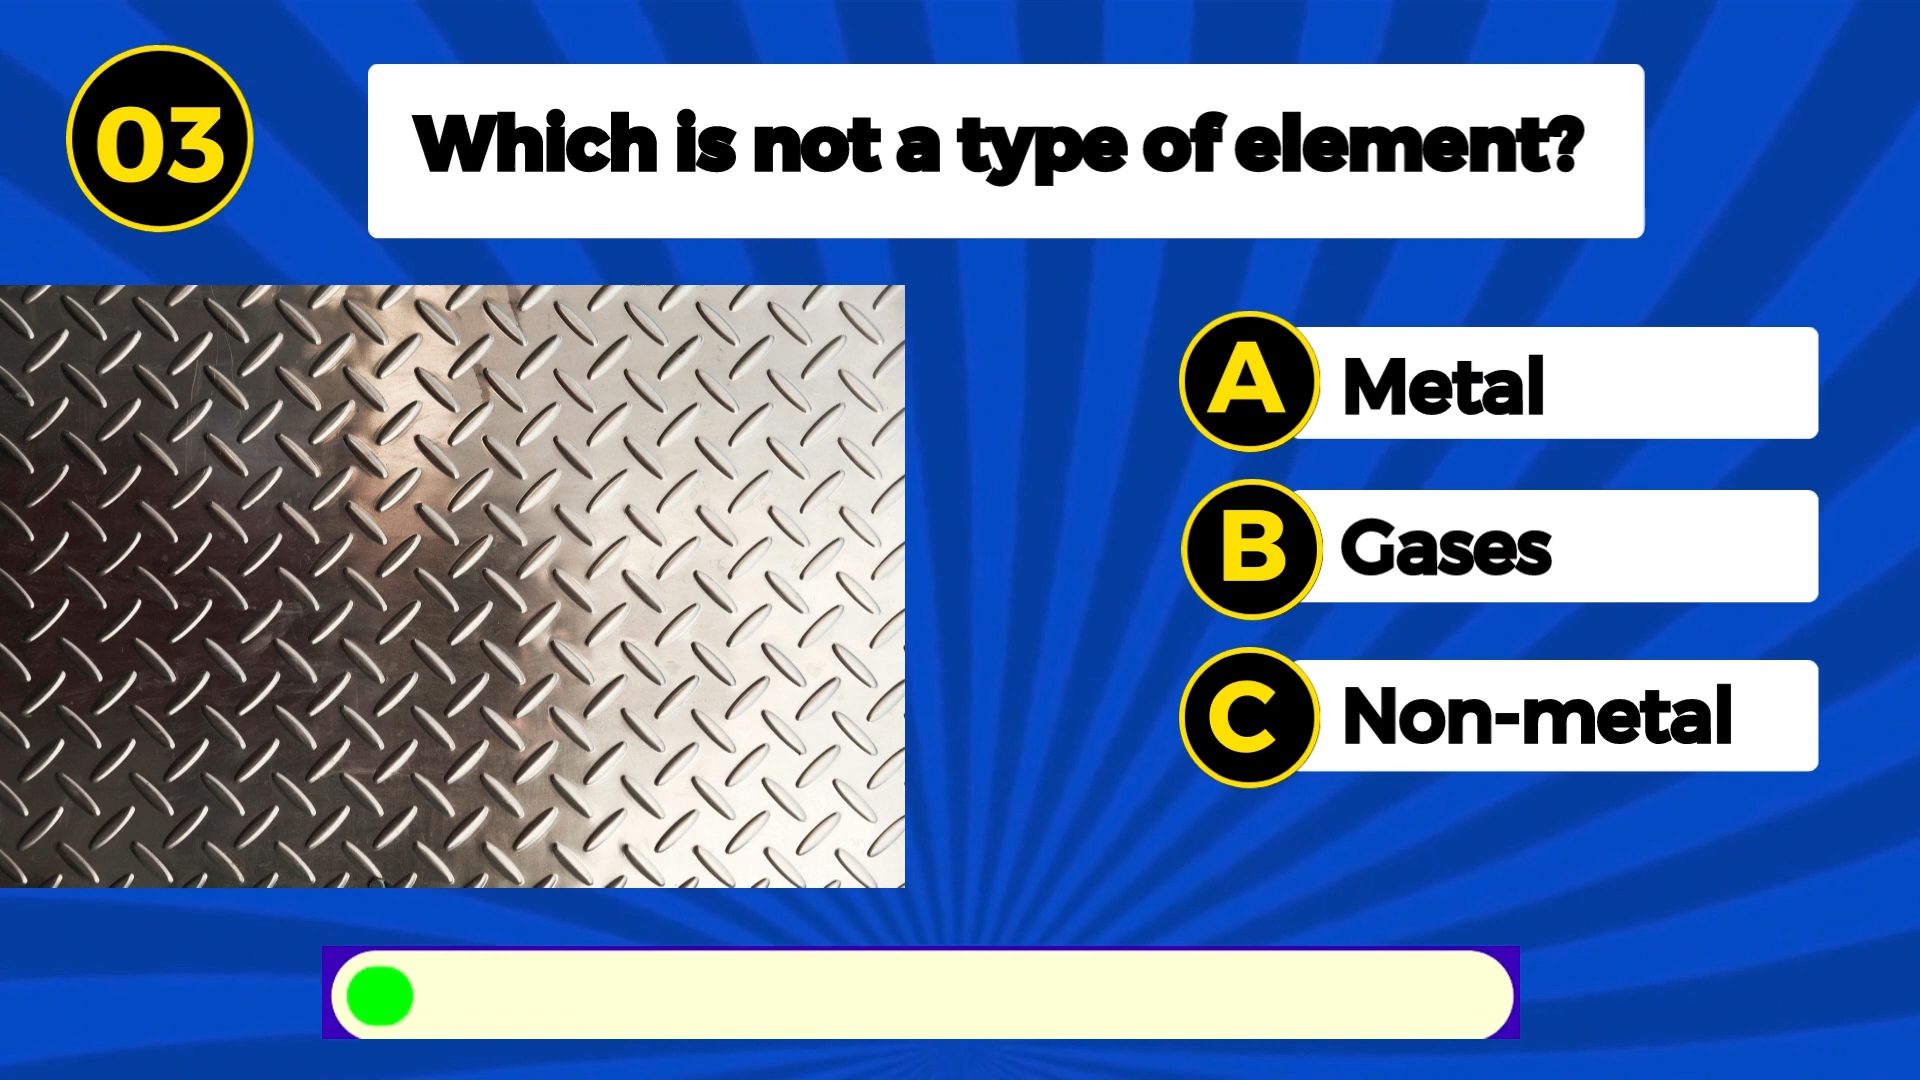 03
Which is not a type of element?
A Metal
B Gases
C Non-metal